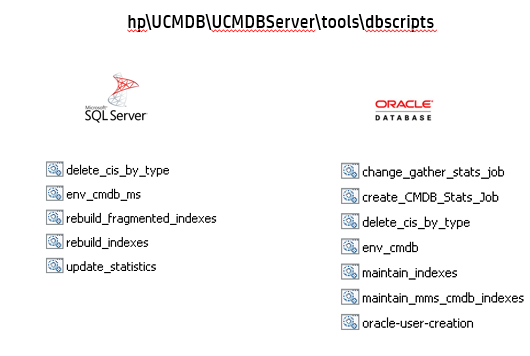 hp\UCMDB\UCMDBServer\tools\dbscripts
Microsoft
SQL Server
delete_cis_by_type
env_cmdb_ms
rebuild_fragmented_indexes
rebuild_indexes
update_statistics
ORACLE
DATABASE
change_gather_stats_job
create_CMDB_Stats_Job
delete_cis_by_type
env_cmdb
maintain_indexes
maintain_mms_cmdb_indexes
oracle-user-creation